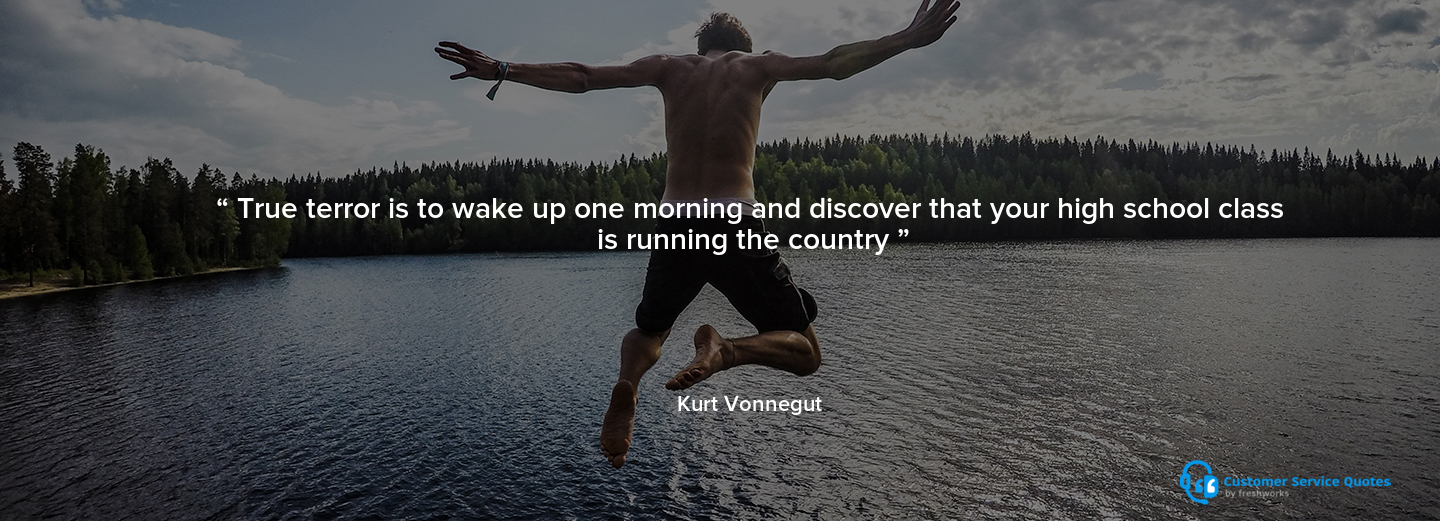 “ True terror is to wake up one morning and discover that your high school class
is running the country ”
Kurt Vonnegut
Customer Service Quotes
by freshworks